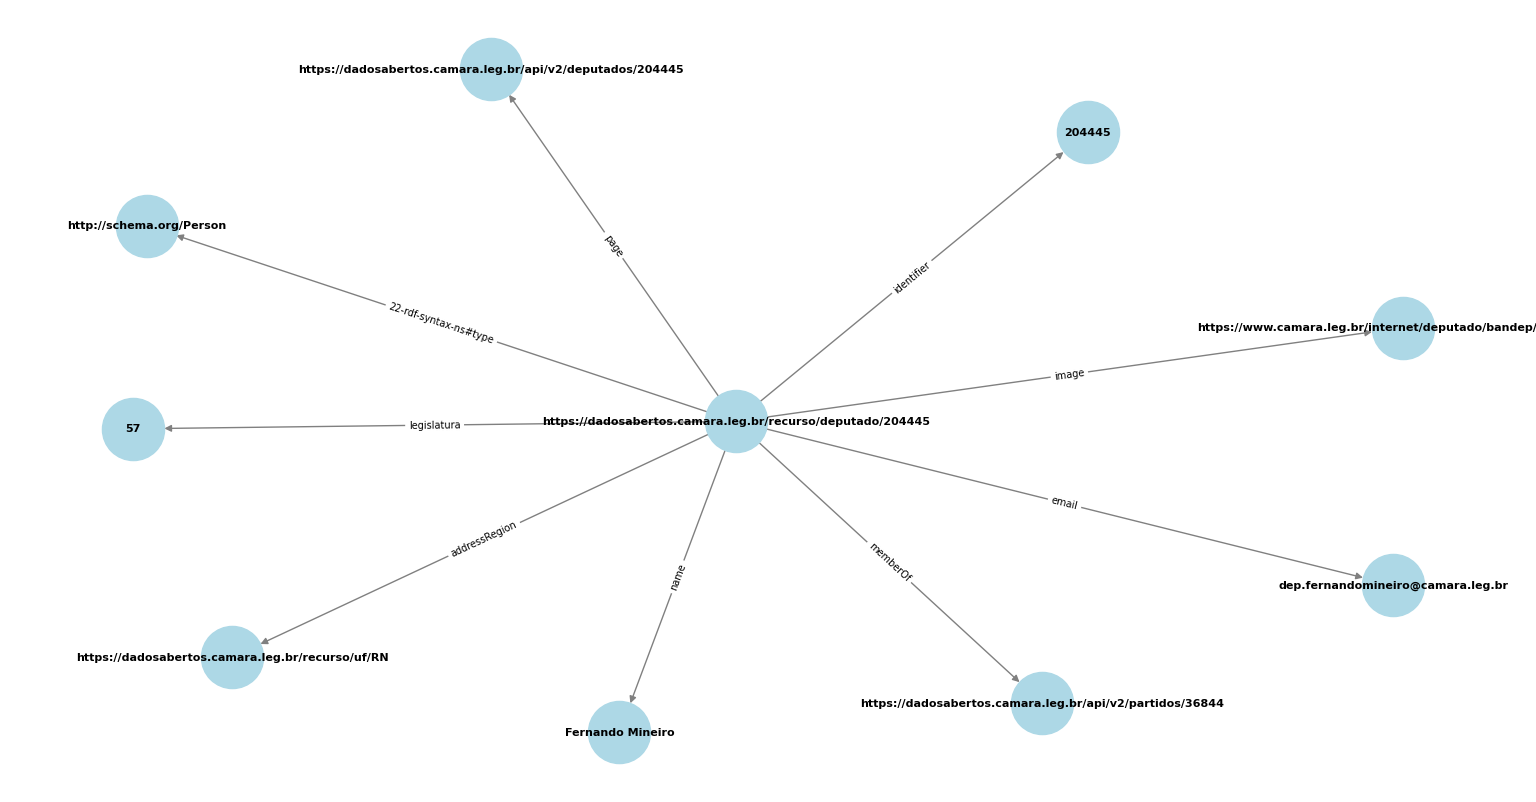 https://dadosabertos.camara.leg.br/api/v2/deputados/204445
204445
http://schema.org/Person
page
identifier
22-rdf-syntax-ns#type
https://www.camara.leg.br/internet/deputado/bandep/
image
https://dadosabertos.camara.leg.br/recurso/deputado/204445
57
legislatura
email
addressRegion
memberOf
name
dep.fernandomineiro@camara.leg.br
https://dadosabertos.camara.leg.br/recurso/uf/RN
https://dadosabertos.camara.leg.br/api/v2/partidos/36844
Fernando Mineiro